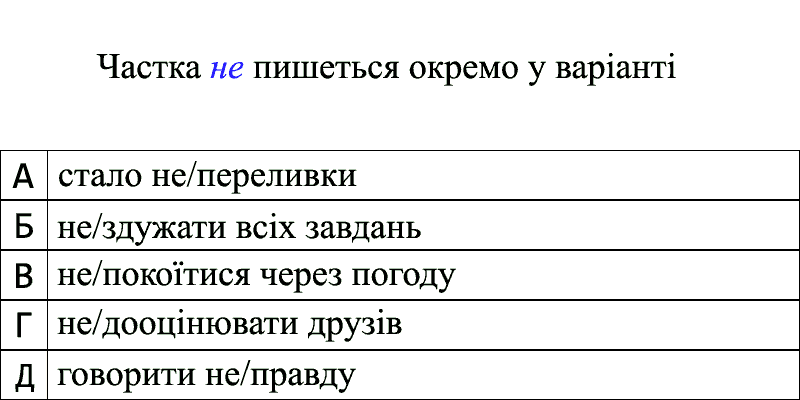 Частка не пишеться окремо у варіанті
А стало не/переливки
Б не/здужати всіх завдань
В не/покоїтися через погоду
Г не/дооцінювати друзів
Д говорити не/правду